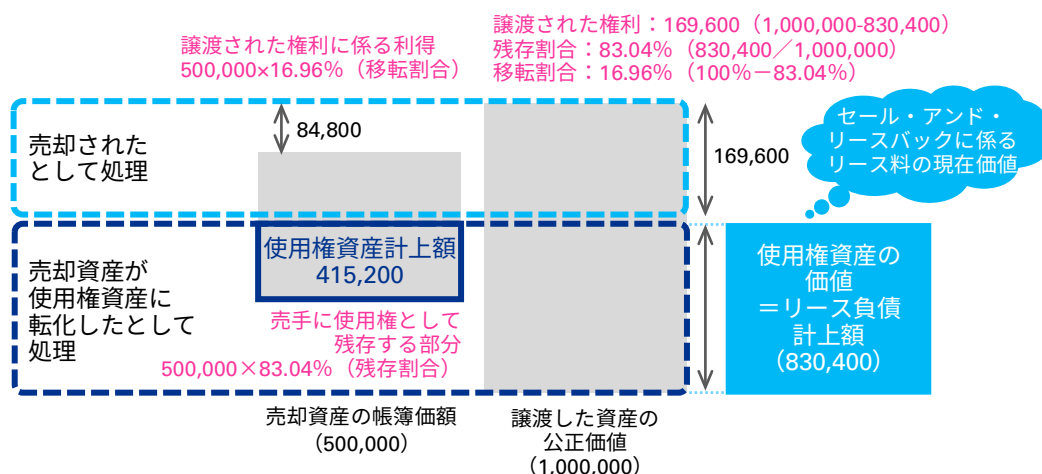 譲渡された権利に係る利得
500,000×16.96％（移転割合）
譲渡された権利：169,600（1,000,000-830,400）
残存割合：83.04％（830,400／1,000,000）
移転割合：16.96％（100％－83.04％）
売却された
として処理
84,800
169,600
セール・アンド・
リースバックに係る
リース料の現在価値
売却資産が
使用権資産に
転化したとして
処理
使用権資産計上額
415,200
売手に使用権として
残存する部分
500,000×83.04％（残存割合）
使用権資産の
価値
＝リース負債
計上額
（830,400）
売却資産の帳簿価額
（500,000）
譲渡した資産の
公正価値
（1,000,000）